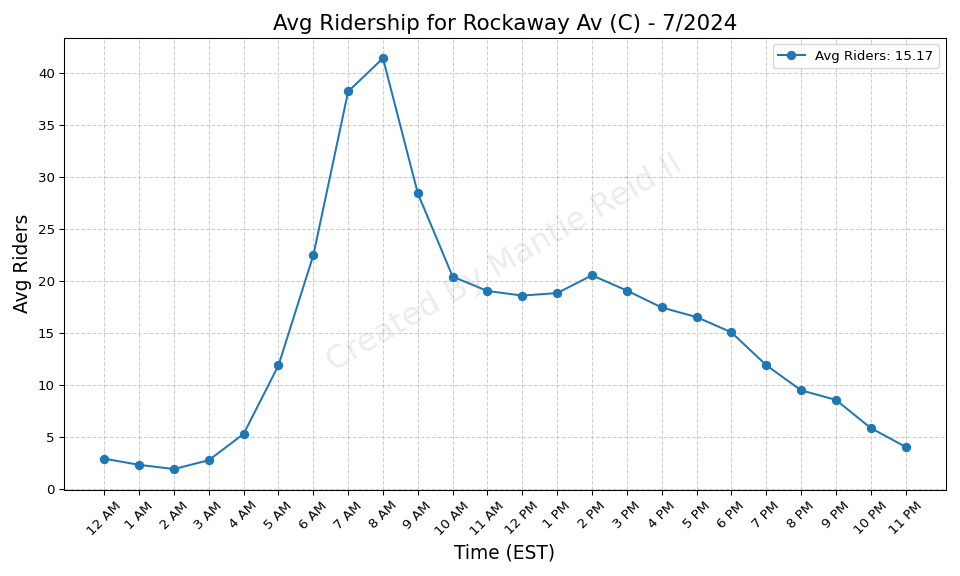 Avg Ridership for Rockaway Av (C) - 7/2024
Avg Riders: 15.17
Avg Riders
40
35
30
25
20
15
10
5
0
Created By Mantie Reid II
12 AM
1 AM
2 AM
3 AM
4 AM
5 AM
6 AM
7 AM
8 AM
9 AM
10 AM
11 AM
12 PM
1 PM
2 PM
3 PM
4 PM
5 PM
6 PM
7 PM
8 PM
9 PM
10 PM
11 PM
Time (EST)